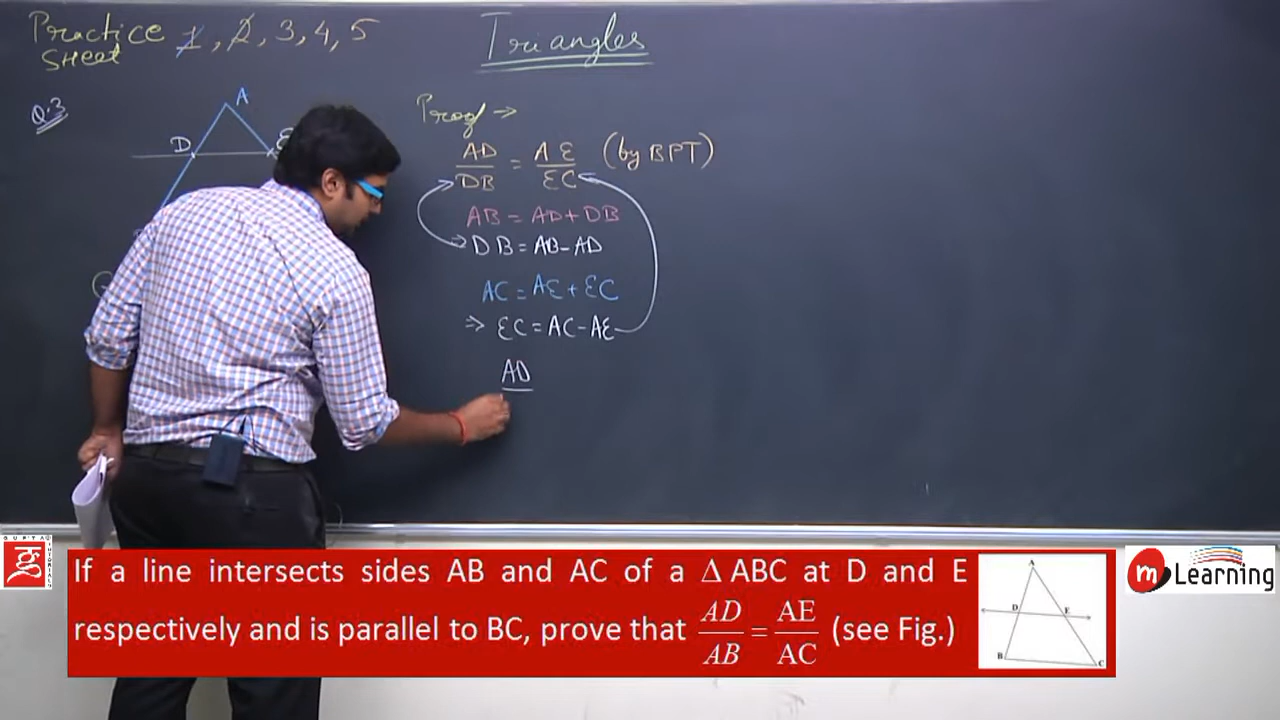 Practice 1, 2, 3, 4, 5
Sheet
Triangles
Q.3
A
D
E
Proof →
AD/DB = AE/EC (by BPT)
AB = AD + DB
DB = AB - AD
AC = AE + EC
⇒ EC = AC - AE
AD
GUPTA
TUTORIAL
If a line intersects sides AB and AC of a Δ ABC at D and E
respectively and is parallel to BC, prove that AD/AB = AE/AC (see Fig.)
A
D
E
B
C
m Learning